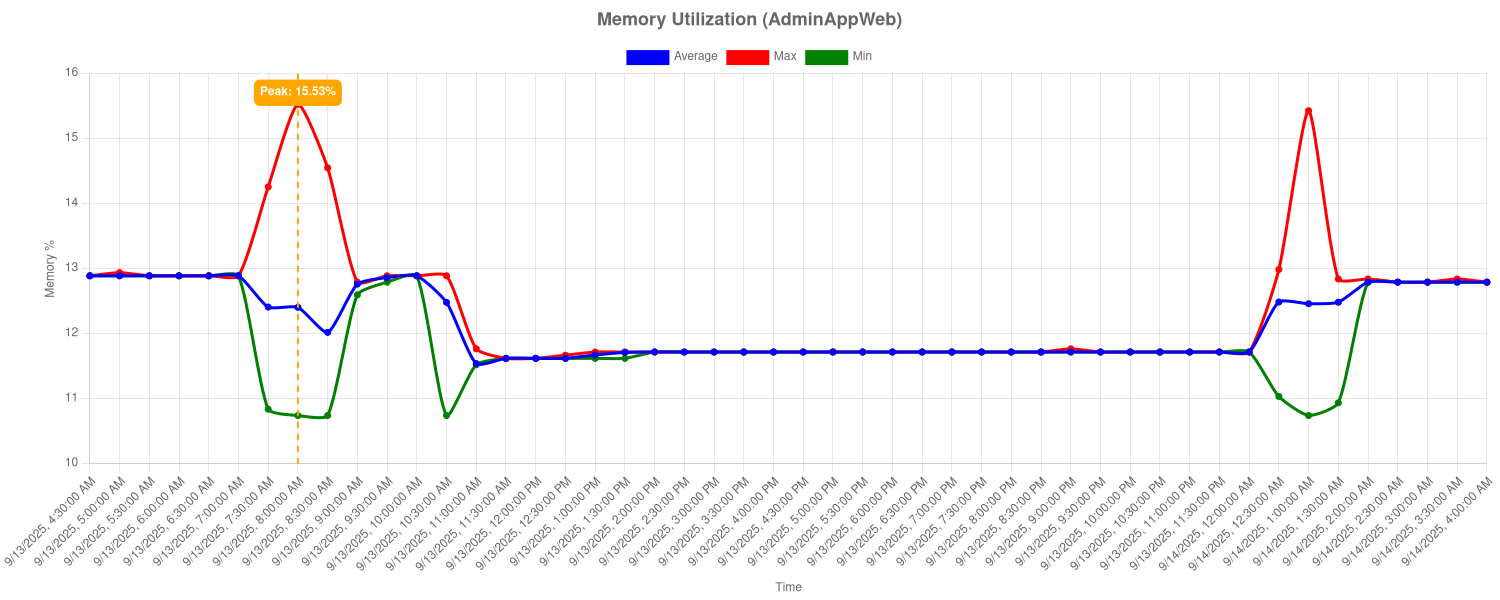 Memory Utilization (AdminAppWeb)
Average Max Min
Peak: 15.53%
16
15
14
13
12
11
10
Memory %
9/13/2025, 4:30:00 AM
9/13/2025, 5:00:00 AM
9/13/2025, 5:30:00 AM
9/13/2025, 6:00:00 AM
9/13/2025, 6:30:00 AM
9/13/2025, 7:00:00 AM
9/13/2025, 7:30:00 AM
9/13/2025, 8:00:00 AM
9/13/2025, 8:30:00 AM
9/13/2025, 9:00:00 AM
9/13/2025, 9:30:00 AM
9/13/2025, 10:00:00 AM
9/13/2025, 10:30:00 AM
9/13/2025, 11:00:00 AM
9/13/2025, 11:30:00 AM
9/13/2025, 12:00:00 PM
9/13/2025, 12:30:00 PM
9/13/2025, 1:00:00 PM
9/13/2025, 1:30:00 PM
9/13/2025, 2:00:00 PM
9/13/2025, 2:30:00 PM
9/13/2025, 3:00:00 PM
9/13/2025, 3:30:00 PM
9/13/2025, 4:00:00 PM
9/13/2025, 4:30:00 PM
9/13/2025, 5:00:00 PM
9/13/2025, 5:30:00 PM
9/13/2025, 6:00:00 PM
9/13/2025, 6:30:00 PM
9/13/2025, 7:00:00 PM
9/13/2025, 7:30:00 PM
9/13/2025, 8:00:00 PM
9/13/2025, 8:30:00 PM
9/13/2025, 9:00:00 PM
9/13/2025, 9:30:00 PM
9/13/2025, 10:00:00 PM
9/13/2025, 10:30:00 PM
9/13/2025, 11:00:00 PM
9/13/2025, 11:30:00 PM
9/14/2025, 12:00:00 AM
9/14/2025, 12:30:00 AM
9/14/2025, 1:00:00 AM
9/14/2025, 1:30:00 AM
9/14/2025, 2:00:00 AM
9/14/2025, 2:30:00 AM
9/14/2025, 3:00:00 AM
9/14/2025, 3:30:00 AM
9/14/2025, 4:00:00 AM
Time